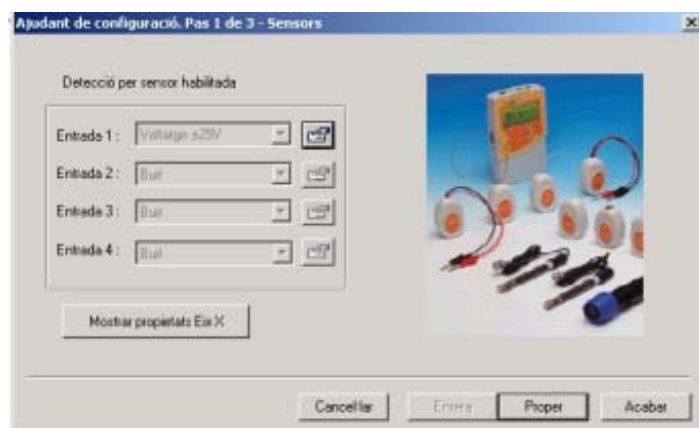 Ajudant de configuració. Pas 1 de 3 - Sensors
Detecció per sensor habilitada
Entrada 1 : Voltatge ±25V
Entrada 2 : Buit
Entrada 3 : Buit
Entrada 4 : Buit
Mostrar propietats Eix X
Cancel·lar
Proper
Acabar